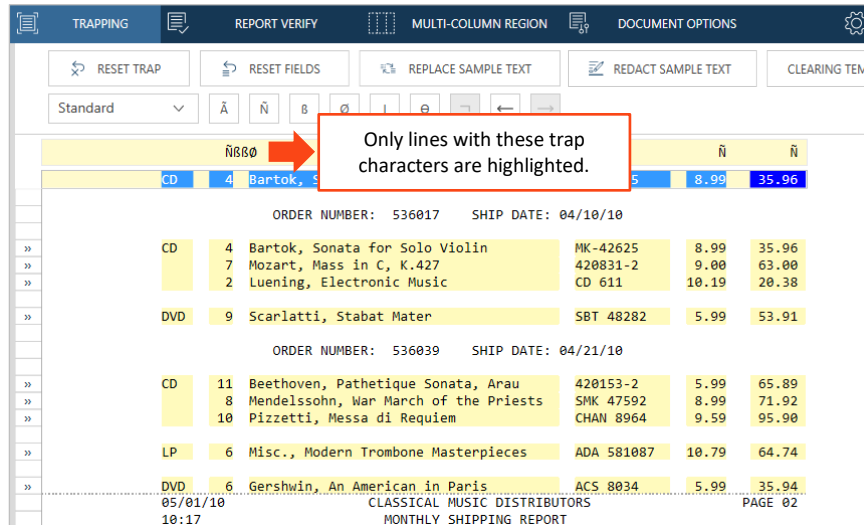 TRAPPING REPORT VERIFY MULTI-COLUMN REGION DOCUMENT OPTIONS
RESET TRAP RESET FIELDS REPLACE SAMPLE TEXT REDACT SAMPLE TEXT CLEARING TEM
Standard Ã Ñ ß Ø ← →
Only lines with these trap
characters are highlighted.
ÑßßØ Ñ Ñ
CD 4 Bartok, S 5 8.99 35.96
ORDER NUMBER: 536017 SHIP DATE: 04/10/10
» CD 4 Bartok, Sonata for Solo Violin MK-42625 8.99 35.96
» 7 Mozart, Mass in C, K.427 420831-2 9.00 63.00
» 2 Luening, Electronic Music CD 611 10.19 20.38
» DVD 9 Scarlatti, Stabat Mater SBT 48282 5.99 53.91
ORDER NUMBER: 536039 SHIP DATE: 04/21/10
» CD 11 Beethoven, Pathetique Sonata, Arau 420153-2 5.99 65.89
» 8 Mendelssohn, War March of the Priests SMK 47592 8.99 71.92
» 10 Pizzetti, Messa di Requiem CHAN 8964 9.59 95.90
» LP 6 Misc., Modern Trombone Masterpieces ADA 581087 10.79 64.74
» DVD 6 Gershwin, An American in Paris ACS 8034 5.99 35.94
05/01/10 CLASSICAL MUSIC DISTRIBUTORS PAGE 02
10:17 MONTHLY SHIPPING REPORT